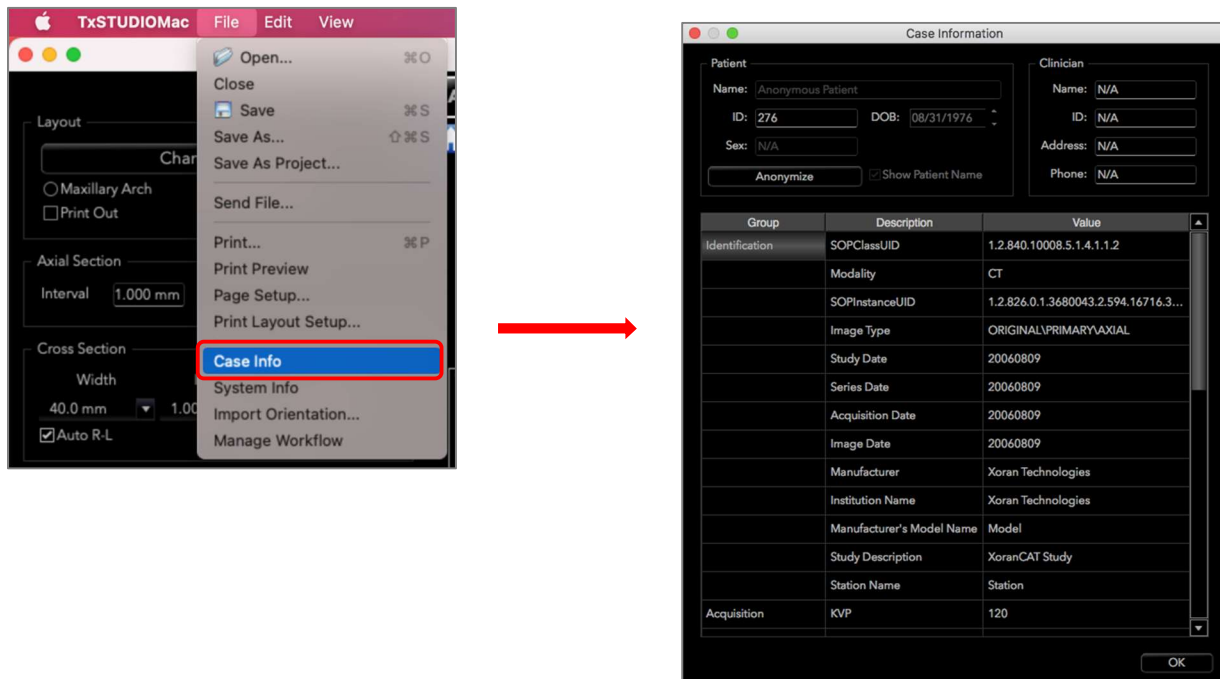 TxSTUDIOMac File Edit View
Open... ⌘O
Close
Save ⌘S
Save As... ⇧⌘S
Save As Project...
Send File...
Print... ⌘P
Print Preview
Page Setup...
Print Layout Setup...
Case Info
System Info
Import Orientation...
Manage Workflow
Layout
Char
Maxillary Arch
Print Out
Axial Section
Interval 1.000 mm
Cross Section
Width
40.0 mm 1.00
Auto R-L
Case Information
Patient
Name: Anonymous Patient
ID: 276 DOB: 08/31/1976
Sex: N/A
Anonymize Show Patient Name
Clinician
Name: N/A
ID: N/A
Address: N/A
Phone: N/A
Group Description Value
Identification SOPClassUID 1.2.840.10008.5.1.4.1.1.2
Modality CT
SOPInstanceUID 1.2.826.0.1.3680043.2.594.16716.3...
Image Type ORIGINAL\PRIMARY\AXIAL
Study Date 20060809
Series Date 20060809
Acquisition Date 20060809
Image Date 20060809
Manufacturer Xoran Technologies
Institution Name Xoran Technologies
Manufacturer's Model Name Model
Study Description XoranCAT Study
Station Name Station
Acquisition KVP 120
OK